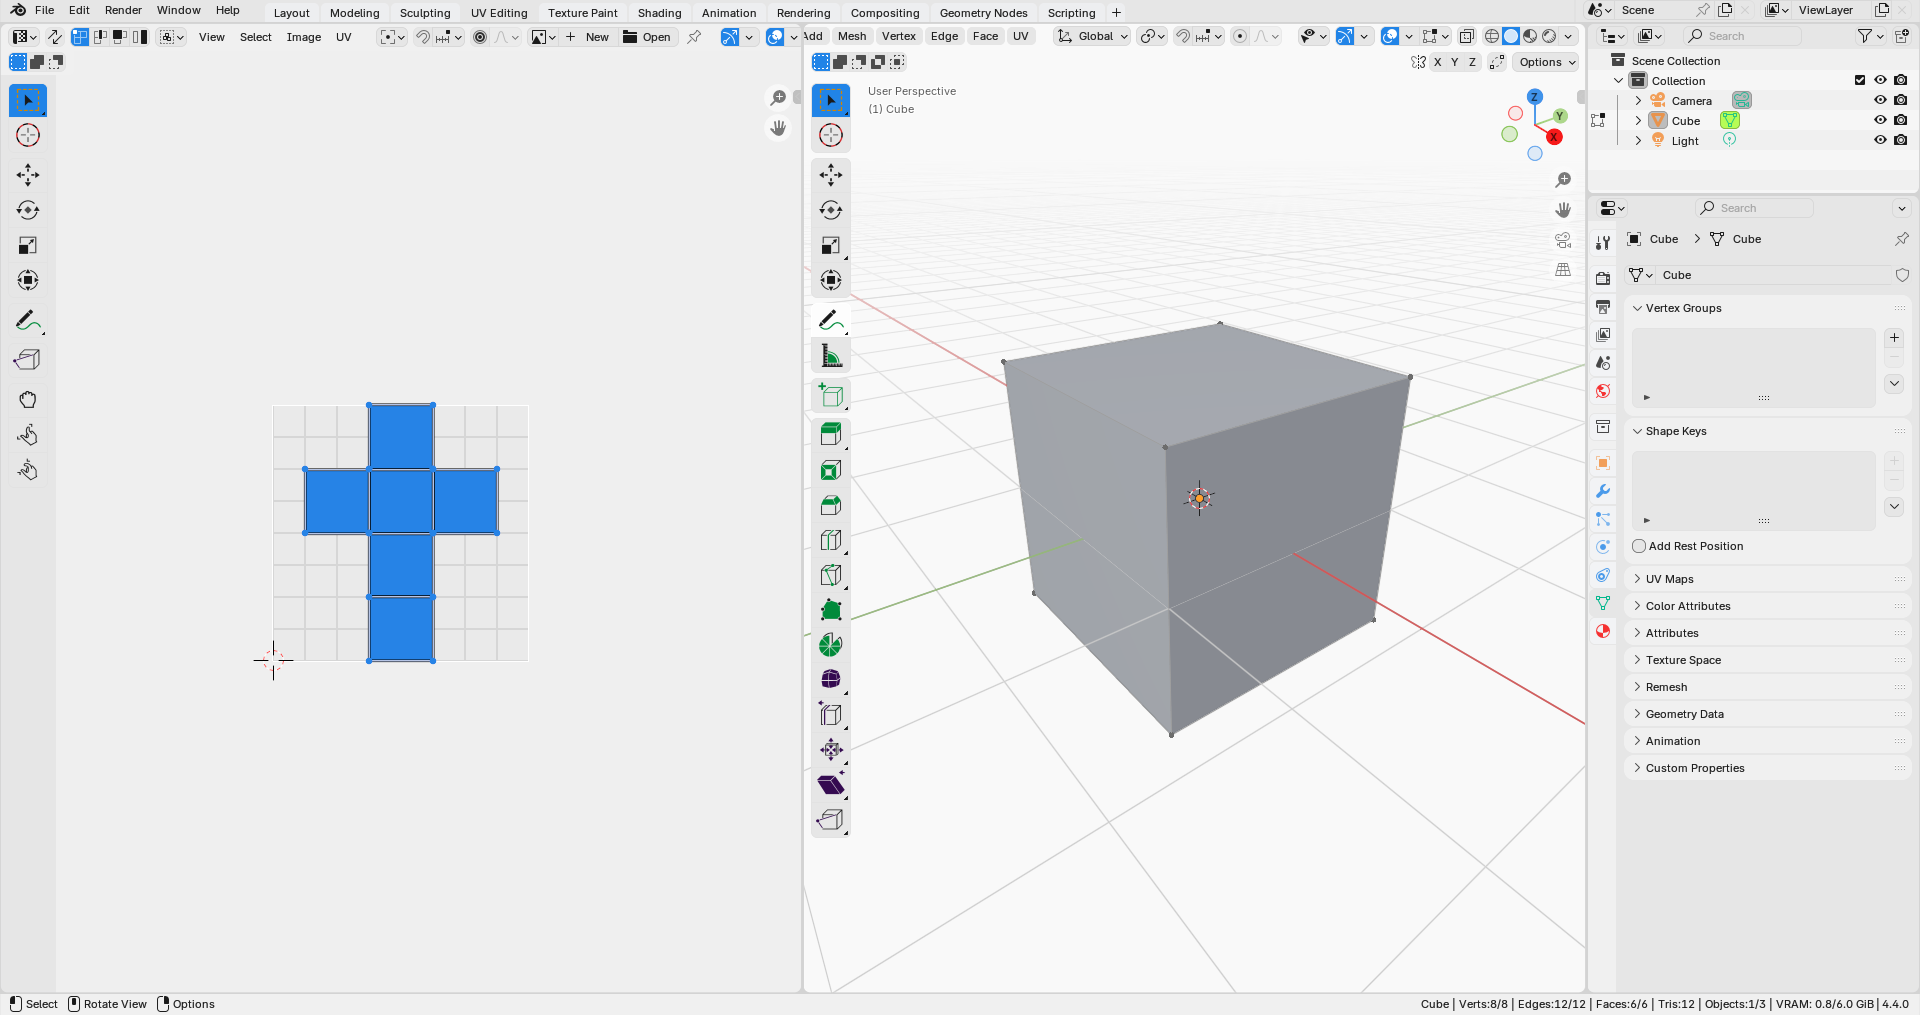 File Edit Render Window Help Layout Modeling Sculpting UV Editing Texture Paint Shading Animation Rendering Compositing Geometry Nodes Scripting + Scene ViewLayer
View Select Image UV New Open Add Mesh Vertex Edge Face UV Global Search
X Y Z Options
Scene Collection
Collection
Camera
Cube
Light
User Perspective
(1) Cube
Z
Y
X
Search
Cube > Cube
Cube
Vertex Groups
Shape Keys
Add Rest Position
UV Maps
Color Attributes
Attributes
Texture Space
Remesh
Geometry Data
Animation
Custom Properties
Select Rotate View Options Cube | Verts:8/8 | Edges:12/12 | Faces:6/6 | Tris:12 | Objects:1/3 | VRAM: 0.8/6.0 GiB | 4.4.0